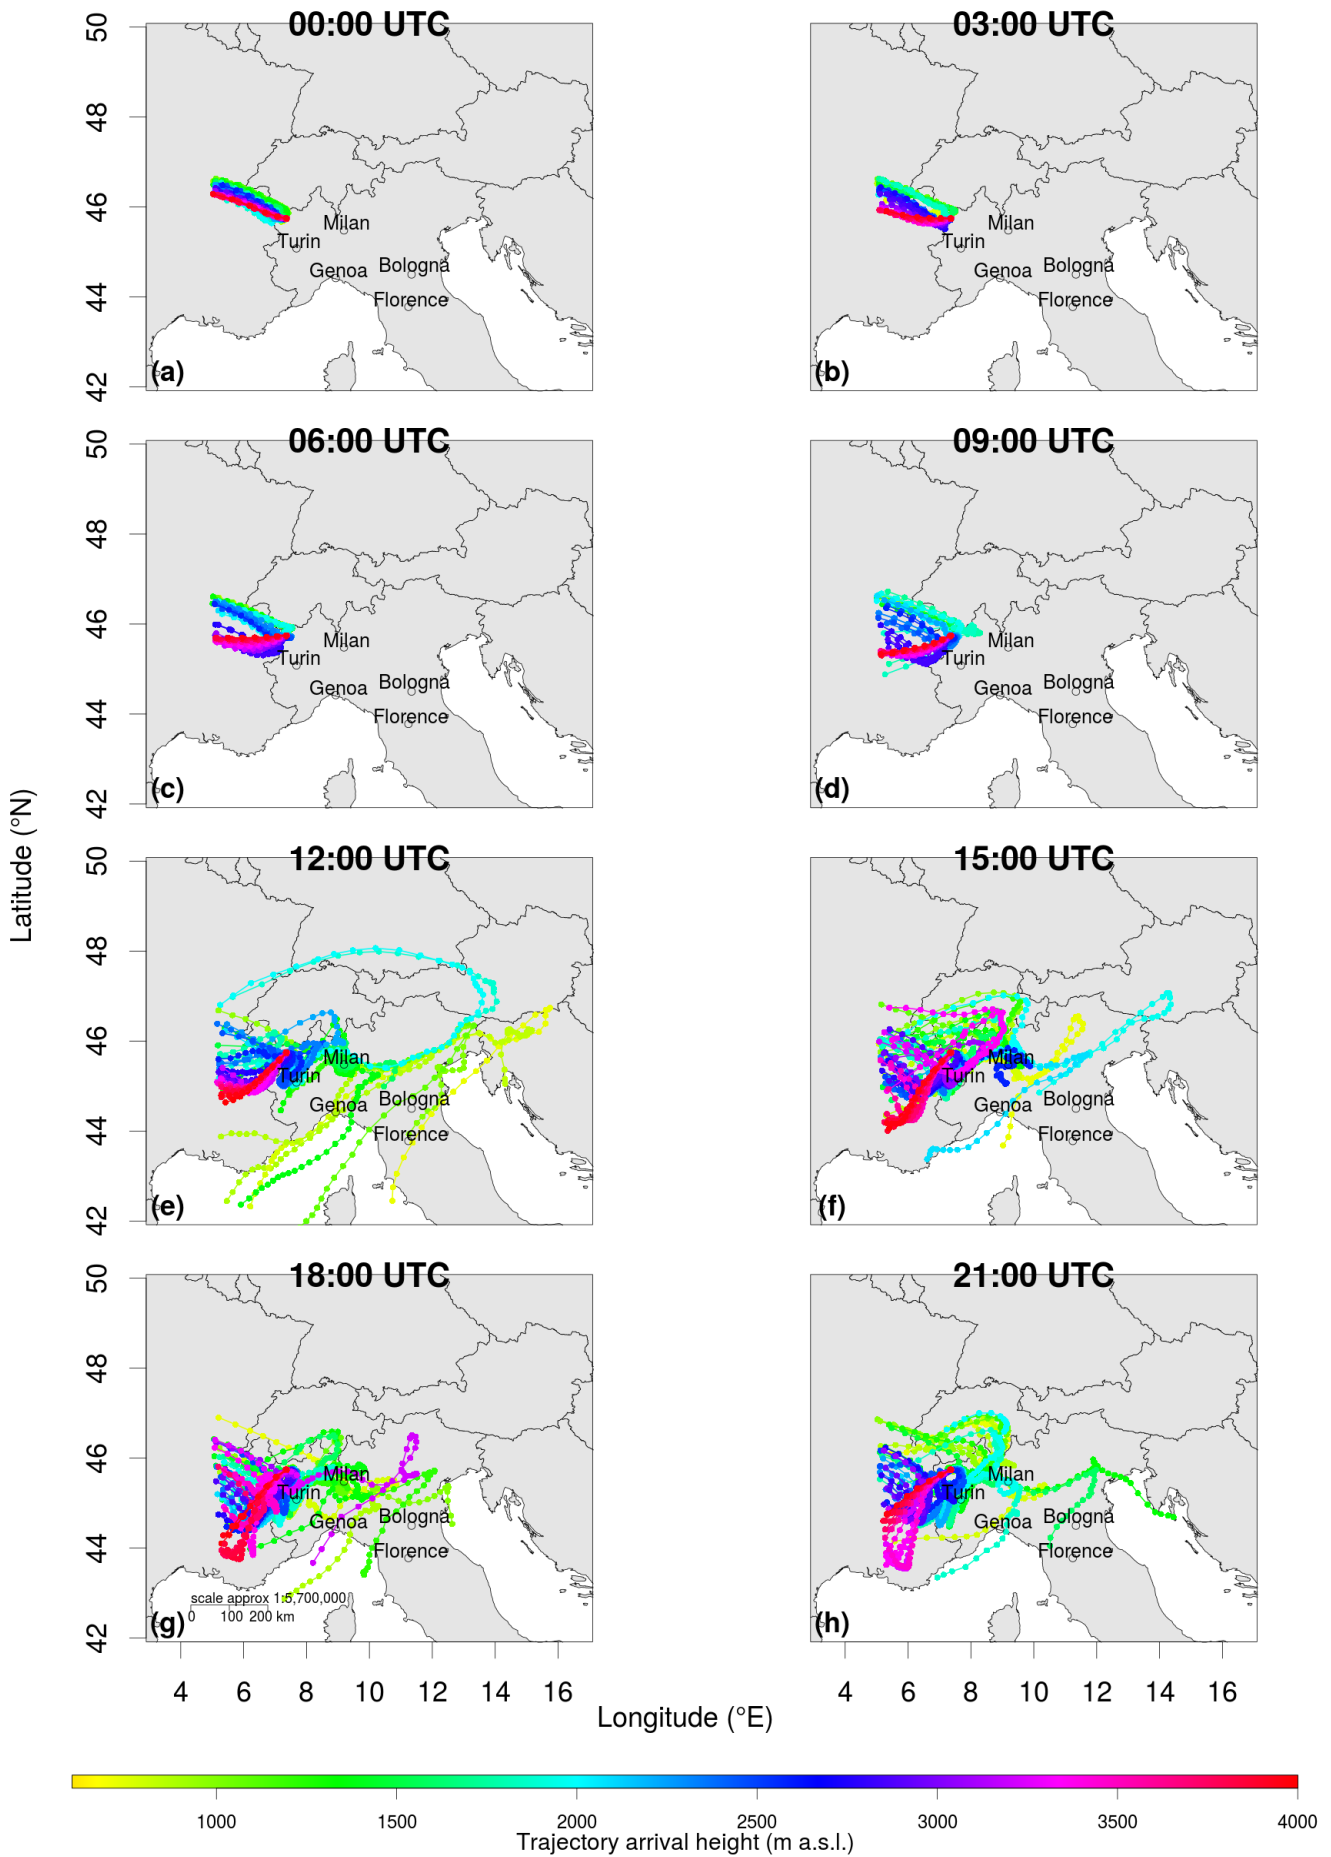 00:00 UTC
03:00 UTC
50
48
46
44
42
Milan
Turin
Genoa
Bologna
Florence
(a)
Milan
Turin
Genoa
Bologna
Florence
(b)
06:00 UTC
09:00 UTC
50
48
46
44
42
Milan
Turin
Genoa
Bologna
Florence
(c)
Milan
Turin
Genoa
Bologna
Florence
(d)
Latitude (°N)
12:00 UTC
15:00 UTC
50
48
46
44
42
Milan
Turin
Genoa
Bologna
Florence
(e)
Milan
Turin
Genoa
Bologna
Florence
(f)
18:00 UTC
21:00 UTC
50
48
46
44
42
Milan
Turin
Genoa
Bologna
Florence
scale approx 1:5,700,000
0 100 200 km
(g)
Milan
Turin
Genoa
Bologna
Florence
(h)
4 6 8 10 12 14 16
4 6 8 10 12 14 16
Longitude (°E)
1000 1500 2000 2500 3000 3500 4000
Trajectory arrival height (m a.s.l.)